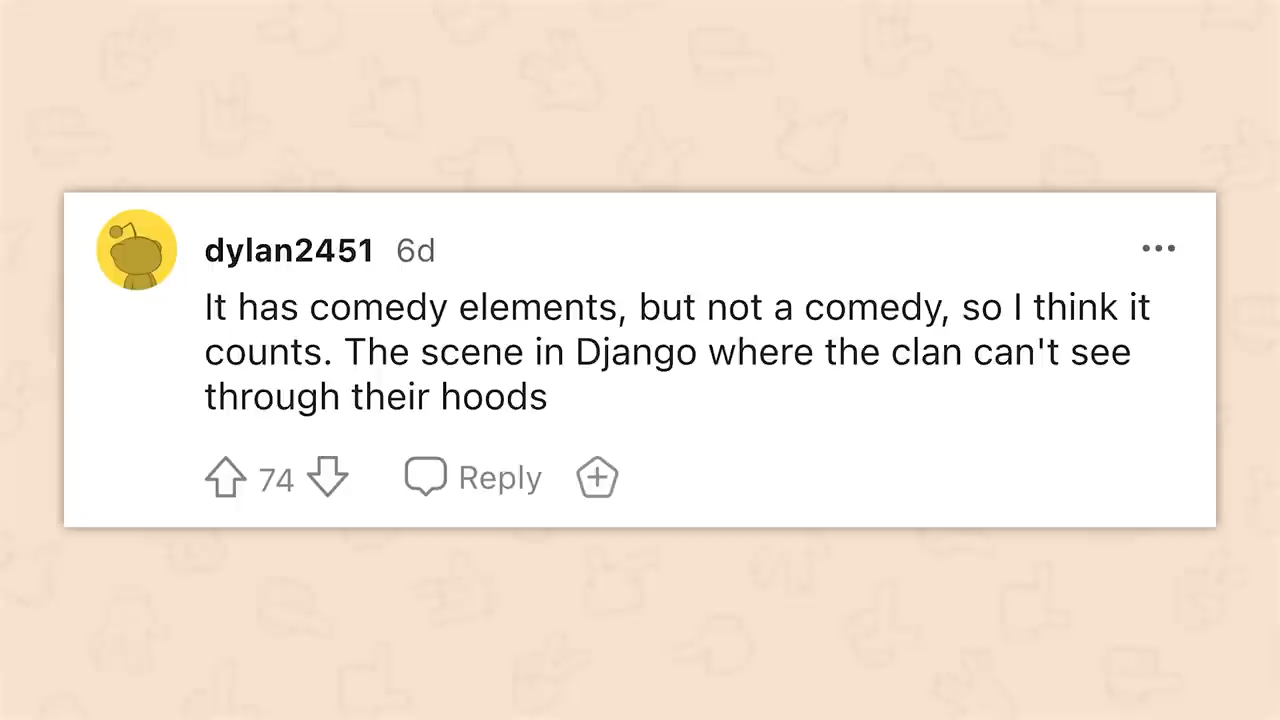 dylan2451 6d
It has comedy elements, but not a comedy, so I think it
counts. The scene in Django where the clan can't see
through their hoods
74 Reply